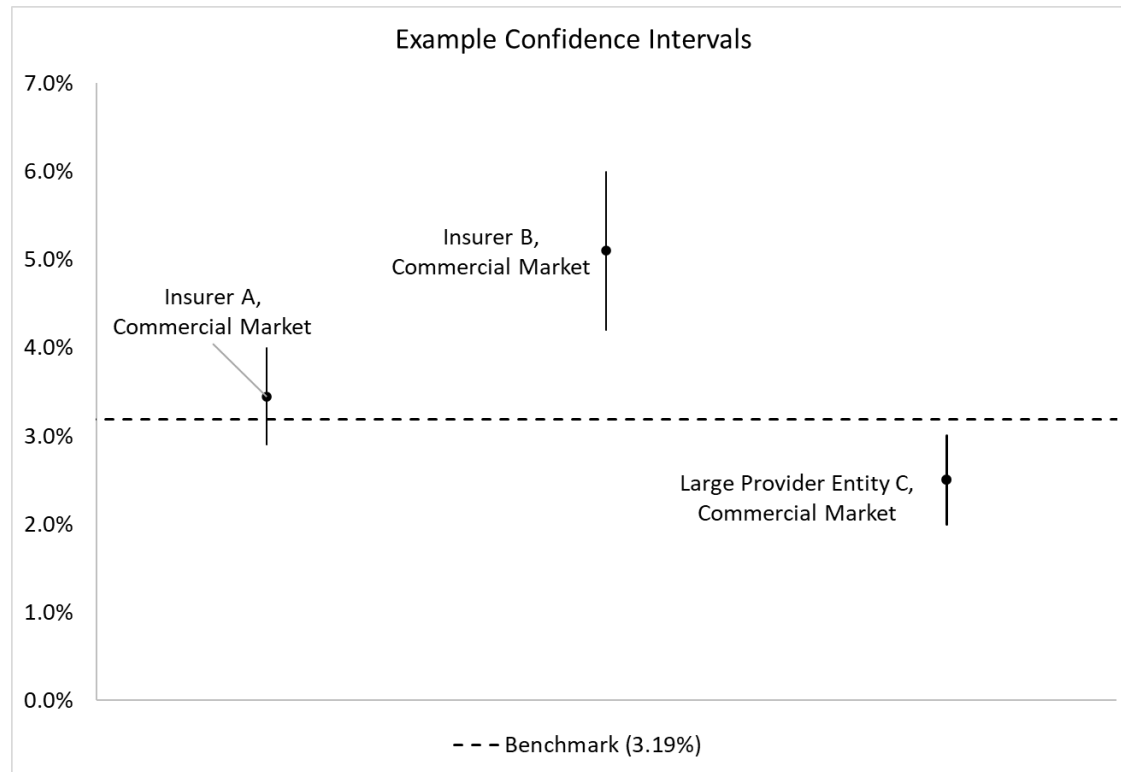 Example Confidence Intervals
7.0%
6.0%
5.0%
4.0%
3.0%
2.0%
1.0%
0.0%
Insurer A,
Commercial Market
Insurer B,
Commercial Market
Large Provider Entity C,
Commercial Market
Benchmark (3.19%)